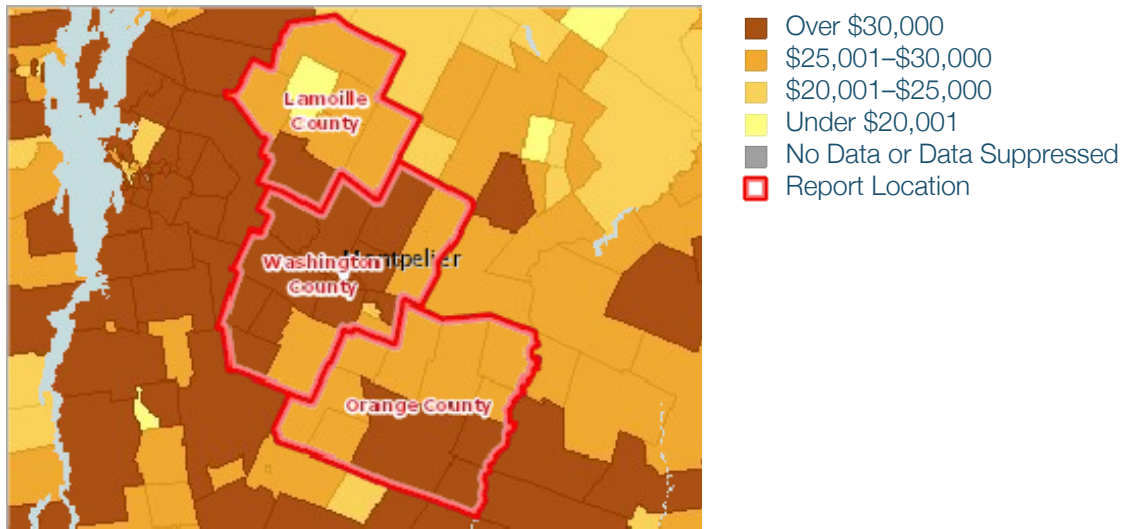 Lamoille
County
Montpelier
Washington
County
Orange County
Over $30,000
$25,001–$30,000
$20,001–$25,000
Under $20,001
No Data or Data Suppressed
Report Location